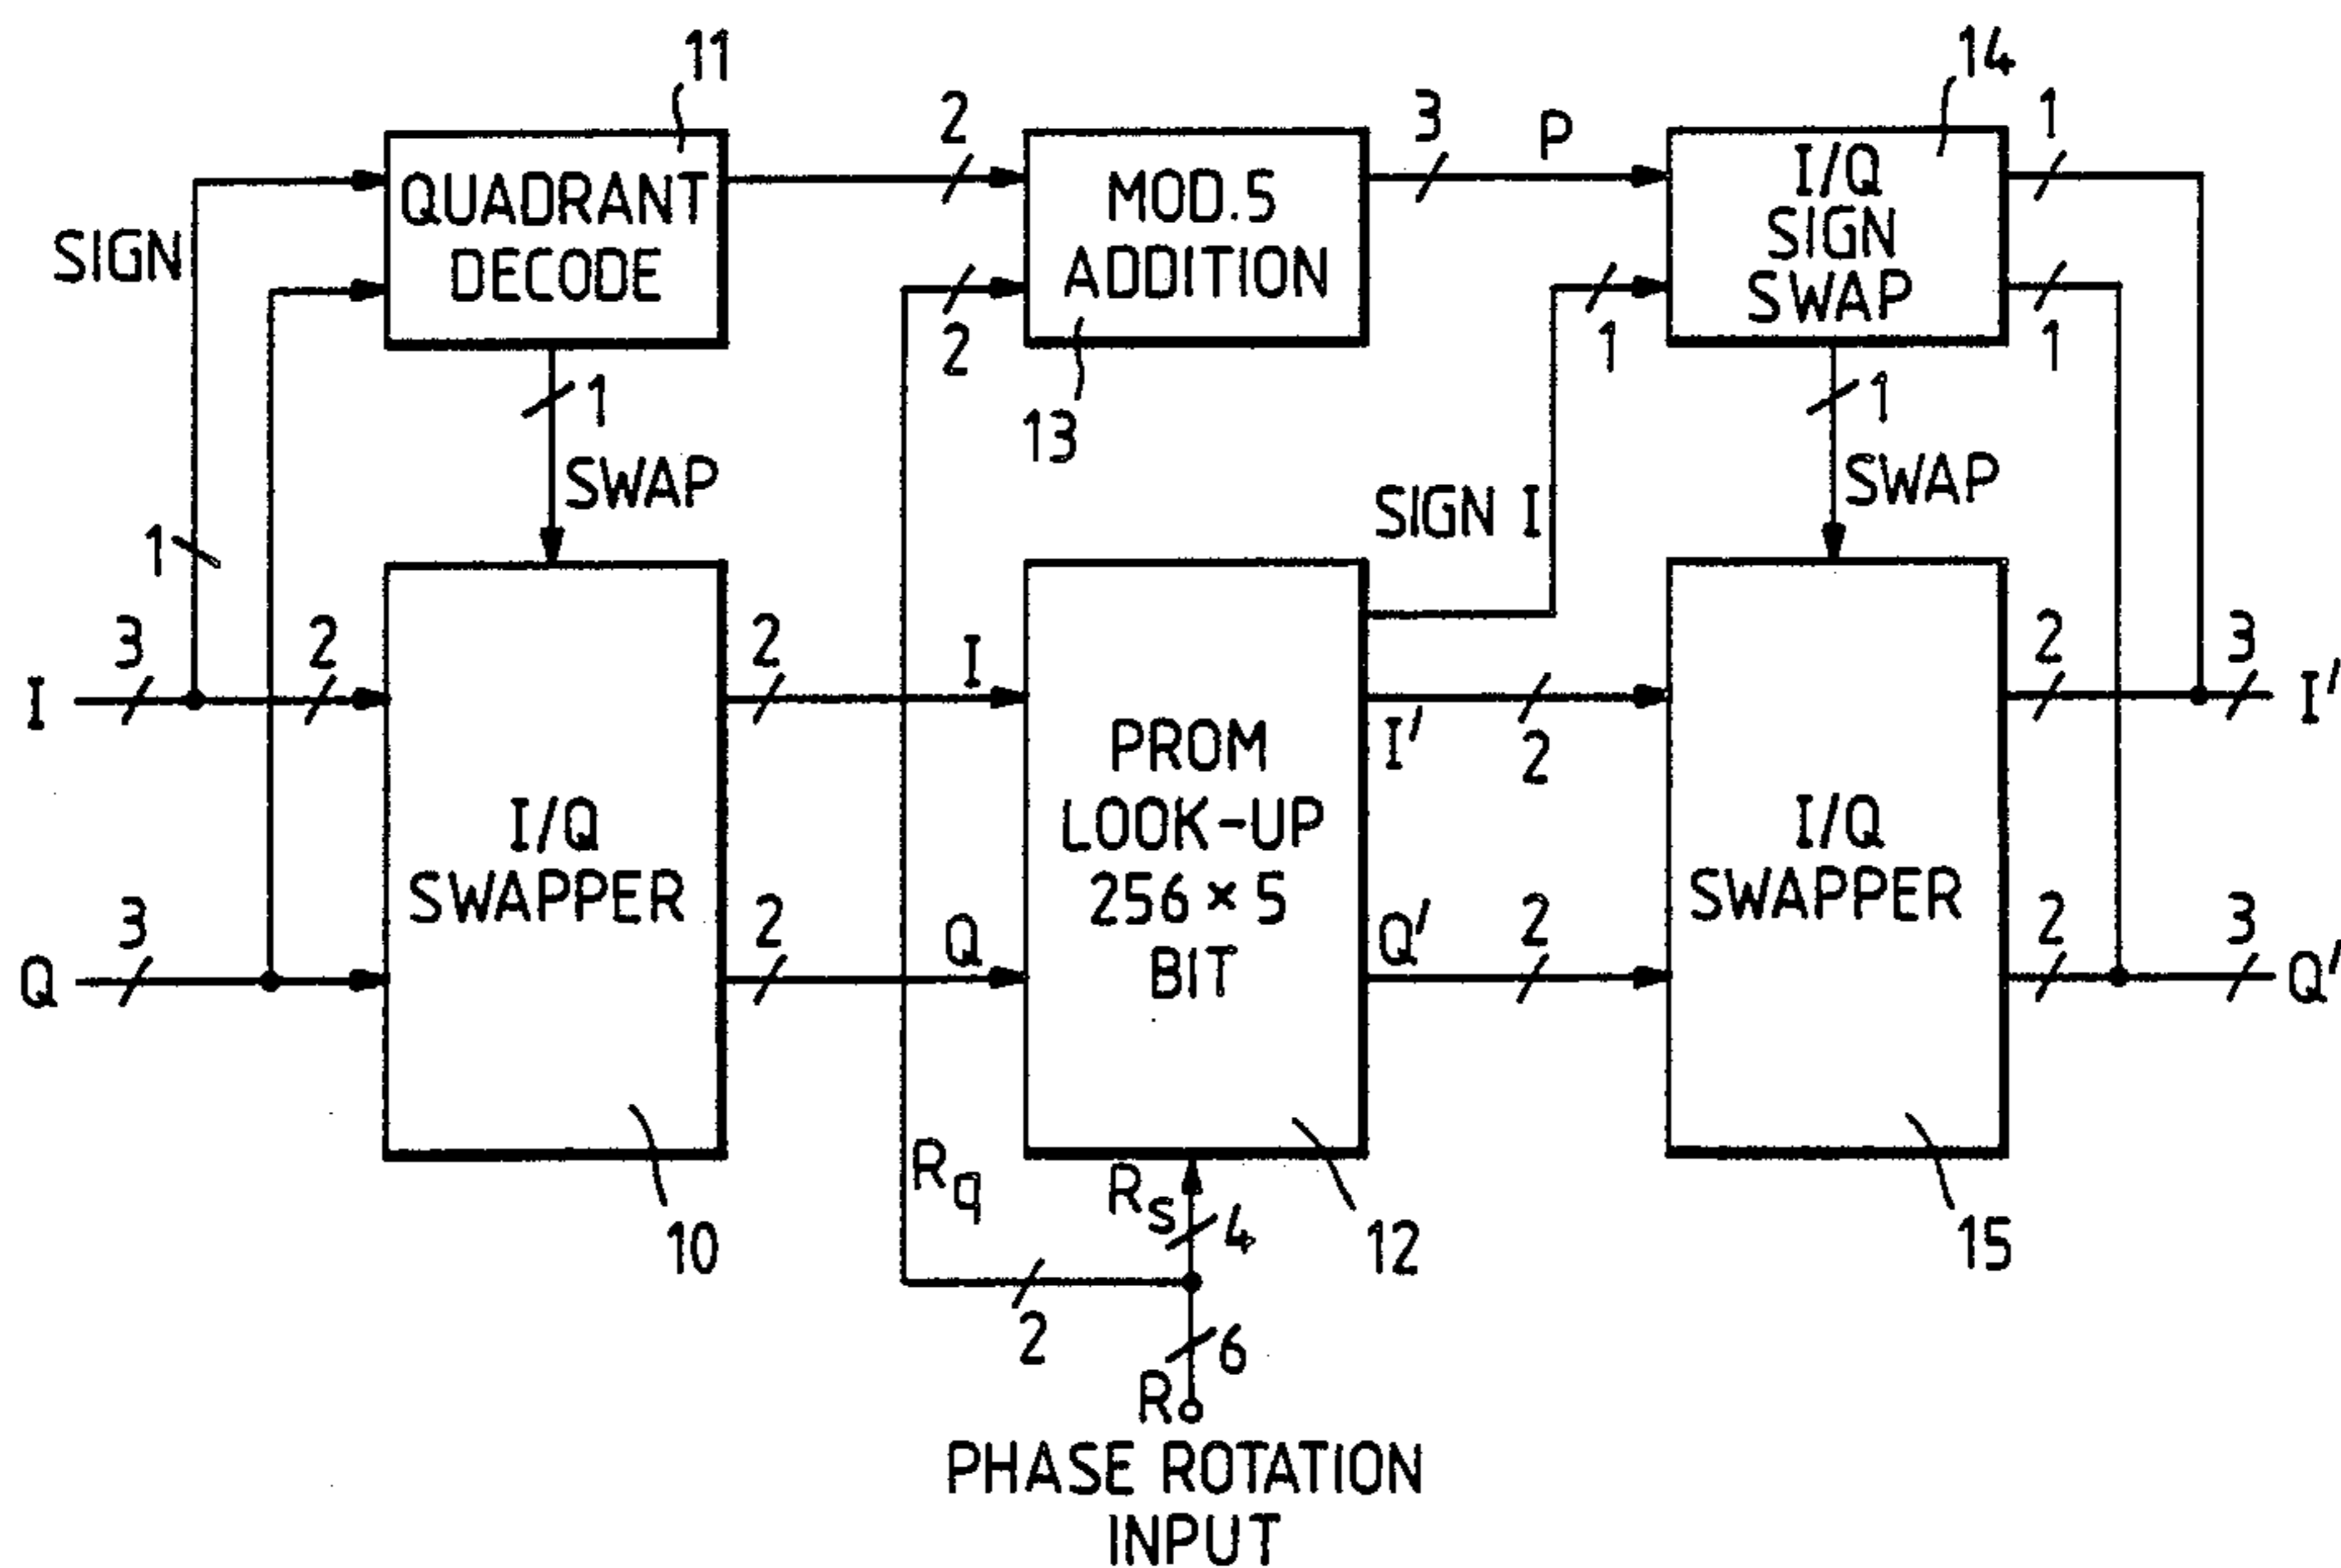 11
14
2
3
P
1
QUADRANT
DECODE
MOD.5
ADDITION
I/Q
SIGN
SWAP
SIGN
2
1
1
1
SWAP
13
1
SWAP
SIGN I
1
3
2
2
I
2
3
I
I'
I'
2
I/Q
SWAPPER
PROM
LOOK-UP
256 × 5
BIT
I/Q
SWAPPER
3
2
Q
Q'
2
2
3
Q
Q'
Rq
Rs
4
10
12
15
2
6
R
PHASE ROTATION
INPUT